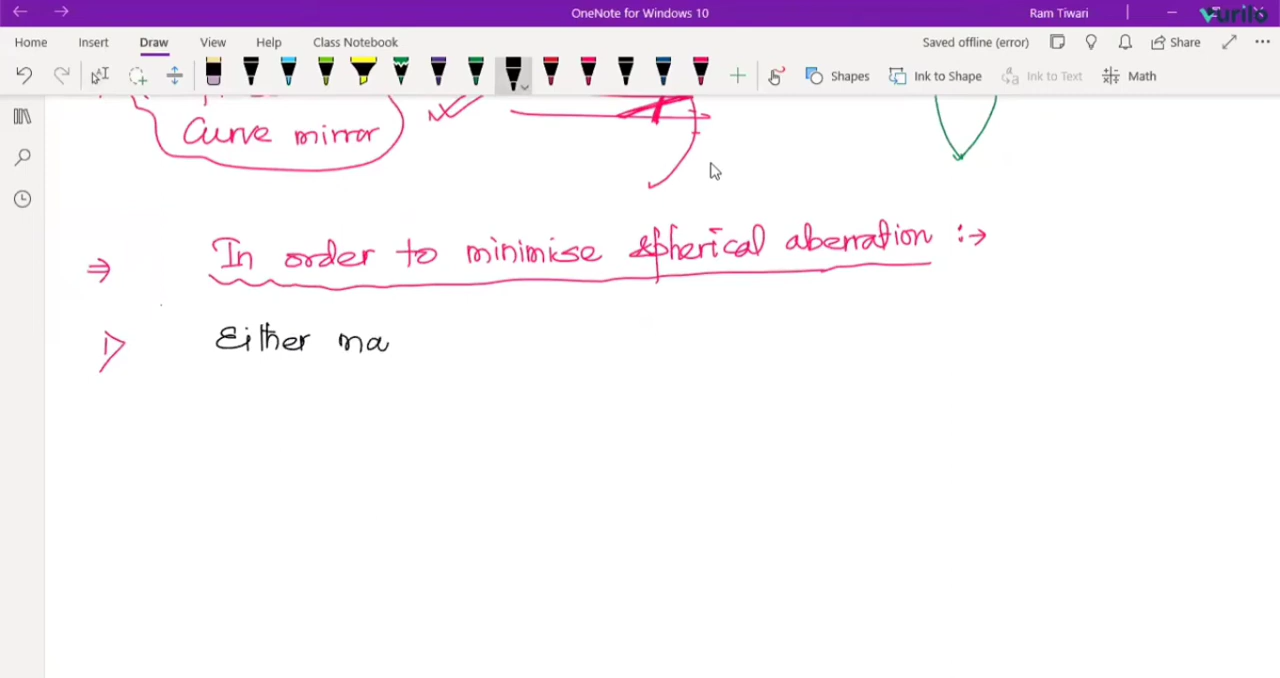 OneNote for Windows 10
Ram Tiwari
vurilo
Home Insert Draw View Help Class Notebook
Saved offline (error) Share
Shapes Ink to Shape Ink to Text Math
Curve mirror
⇒ In order to minimise spherical aberration :→
1> Either ma